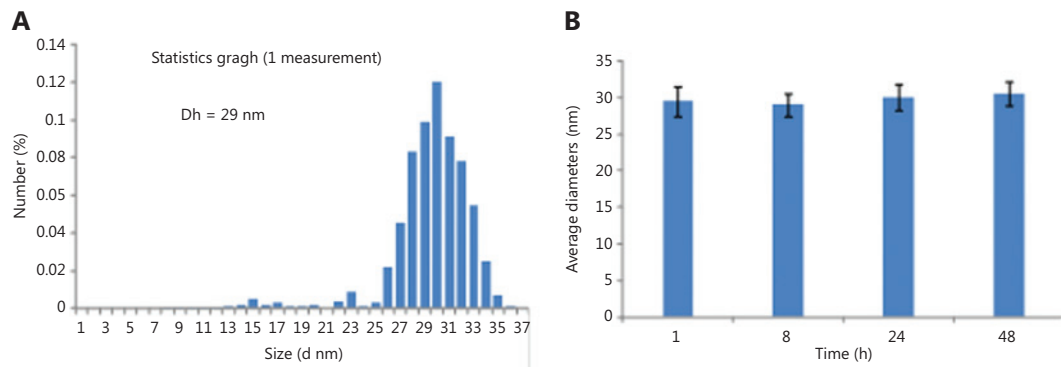 A
Statistics gragh (1 measurement)
Dh = 29 nm
Number (%)
0.14
0.12
0.1
0.08
0.05
0.04
0.02
0
1 3 5 7 9 11 13 15 17 19 21 23 25 27 29 31 33 35 37
Size (d nm)
B
Average diameters (nm)
35
30
25
20
15
10
5
0
1 8 24 48
Time (h)